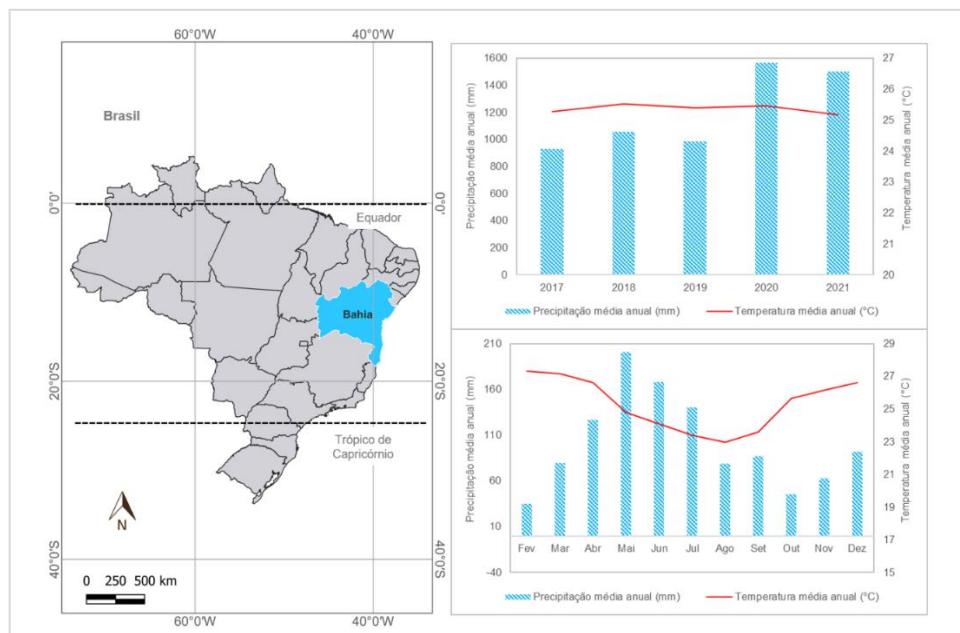 60°0'W
40°0'W
Brasil
0°0'
0°0'
Equador
Bahia
20°0'S
20°0'S
Trópico de
Capricórnio
N
40°0'S
40°0'S
0 250 500 km
60°0'W
40°0'W
Precipitação média anual (mm)
1600
1400
1200
1000
800
600
400
200
0
2017 2018 2019 2020 2021
27
26
25
24
23
22
21
20
Temperatura média anual (°C)
Precipitação média anual (mm) Temperatura média anual (°C)
Precipitação média anual (mm)
210
160
110
60
10
-40
Fev Mar Abr Mai Jun Jul Ago Set Out Nov Dez
29
27
25
23
21
19
17
15
Temperatura média anual (°C)
Precipitação média anual (mm) Temperatura média anual (°C)